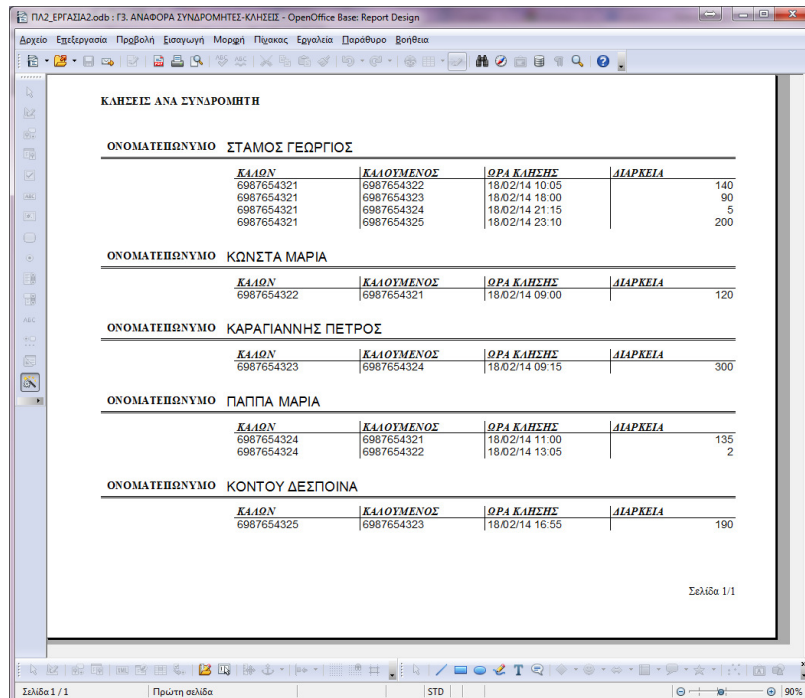 ΠΛ2_ΕΡΓΑΣΙΑ2.odb : Γ3. ΑΝΑΦΟΡΑ ΣΥΝΔΡΟΜΗΤΕΣ-ΚΛΗΣΕΙΣ - OpenOffice Base: Report Design
Αρχείο Επεξεργασία Προβολή Εισαγωγή Μορφή Πίνακας Εργαλεία Παράθυρο Βοήθεια
ΚΛΗΣΕΙΣ ΑΝΑ ΣΥΝΔΡΟΜΗΤΗ
ΟΝΟΜΑΤΕΠΩΝΥΜΟ ΣΤΑΜΟΣ ΓΕΩΡΓΙΟΣ
ΚΑΛΩΝ ΚΑΛΟΥΜΕΝΟΣ ΩΡΑ ΚΛΗΣΗΣ ΔΙΑΡΚΕΙΑ
6987654321 6987654322 18/02/14 10:05 140
6987654321 6987654323 18/02/14 18:00 90
6987654321 6987654324 18/02/14 21:15 5
6987654321 6987654325 18/02/14 23:10 200
ΟΝΟΜΑΤΕΠΩΝΥΜΟ ΚΩΝΣΤΑ ΜΑΡΙΑ
ΚΑΛΩΝ ΚΑΛΟΥΜΕΝΟΣ ΩΡΑ ΚΛΗΣΗΣ ΔΙΑΡΚΕΙΑ
6987654322 6987654321 18/02/14 09:00 120
ΟΝΟΜΑΤΕΠΩΝΥΜΟ ΚΑΡΑΓΙΑΝΝΗΣ ΠΕΤΡΟΣ
ΚΑΛΩΝ ΚΑΛΟΥΜΕΝΟΣ ΩΡΑ ΚΛΗΣΗΣ ΔΙΑΡΚΕΙΑ
6987654323 6987654324 18/02/14 09:15 300
ΟΝΟΜΑΤΕΠΩΝΥΜΟ ΠΑΠΠΑ ΜΑΡΙΑ
ΚΑΛΩΝ ΚΑΛΟΥΜΕΝΟΣ ΩΡΑ ΚΛΗΣΗΣ ΔΙΑΡΚΕΙΑ
6987654324 6987654321 18/02/14 11:00 135
6987654324 6987654322 18/02/14 13:05 2
ΟΝΟΜΑΤΕΠΩΝΥΜΟ ΚΟΝΤΟΥ ΔΕΣΠΟΙΝΑ
ΚΑΛΩΝ ΚΑΛΟΥΜΕΝΟΣ ΩΡΑ ΚΛΗΣΗΣ ΔΙΑΡΚΕΙΑ
6987654325 6987654323 18/02/14 16:55 190
Σελίδα 1/1
Σελίδα 1 / 1 Πρώτη σελίδα STD 90%